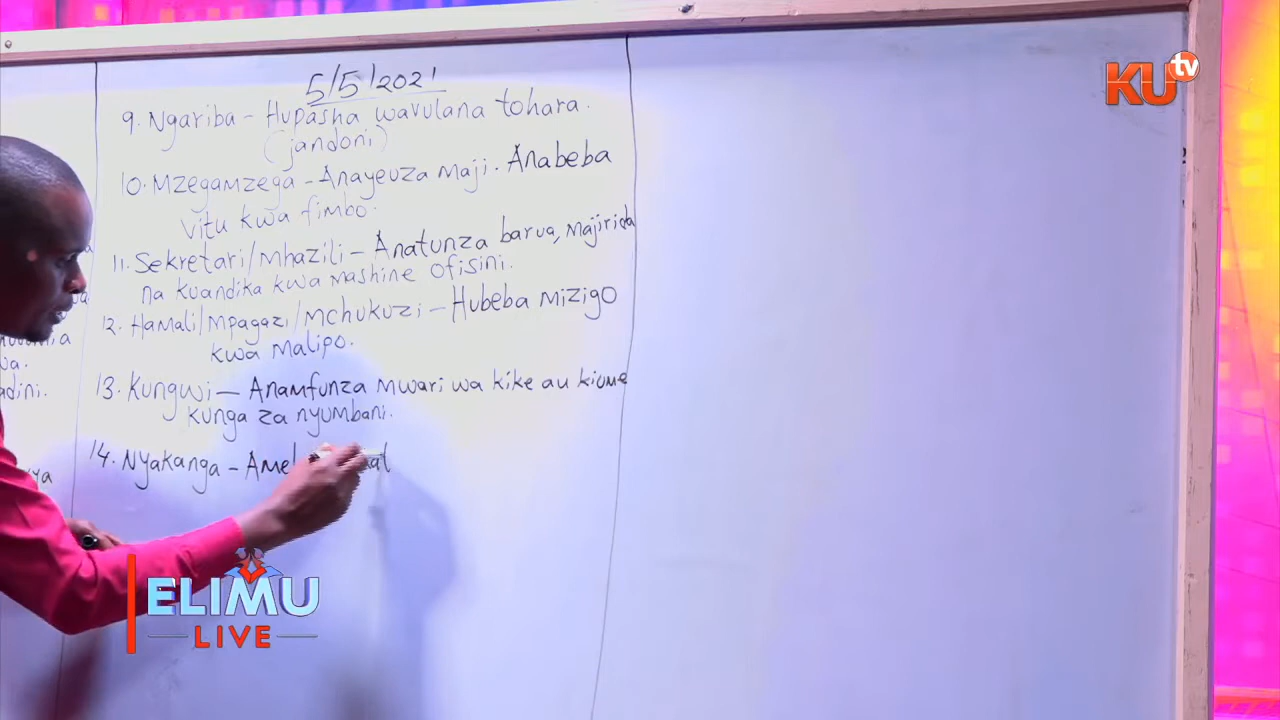 5/5/2021
9. Ngariba - Hupasha wavulana tohara.
(jandoni)
10. Mzegamzega - Anayeuza maji. Anabeba
vitu kwa fimbo.
11. Sekretari/mhazili - Anatunza barua, majirida
na kuandika kwa mashine ofisini.
12. Hamali/mpagazi/mchukuzi - Hubeba mizigo
kwa malipo.
13. Kungwi - Anamfunza mwari wa kike au kiume
kunga za nyumbani.
14. Nyakanga -
KU tv
ELIMU
LIVE